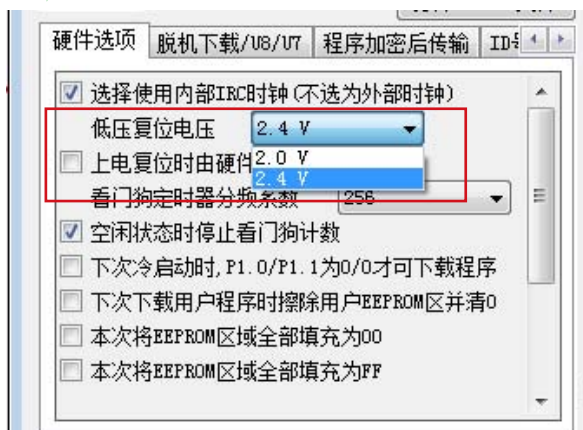 硬件选项 脱机下载/U8/U7 程序加密后传输
☑ 选择使用内部IRC时钟(不选为外部时钟)
低压复位电压 2.4 V
2.0 V
2.4 V
☐ 上电复位时由硬件
看门狗定时器分频系数 256
☑ 空闲状态时停止看门狗计数
☐ 下次冷启动时,P1.0/P1.1为0/0才可下载程序
☐ 下次下载用户程序时擦除用户EEPROM区并清0
☐ 本次将EEPROM区域全部填充为00
☐ 本次将EEPROM区域全部填充为FF